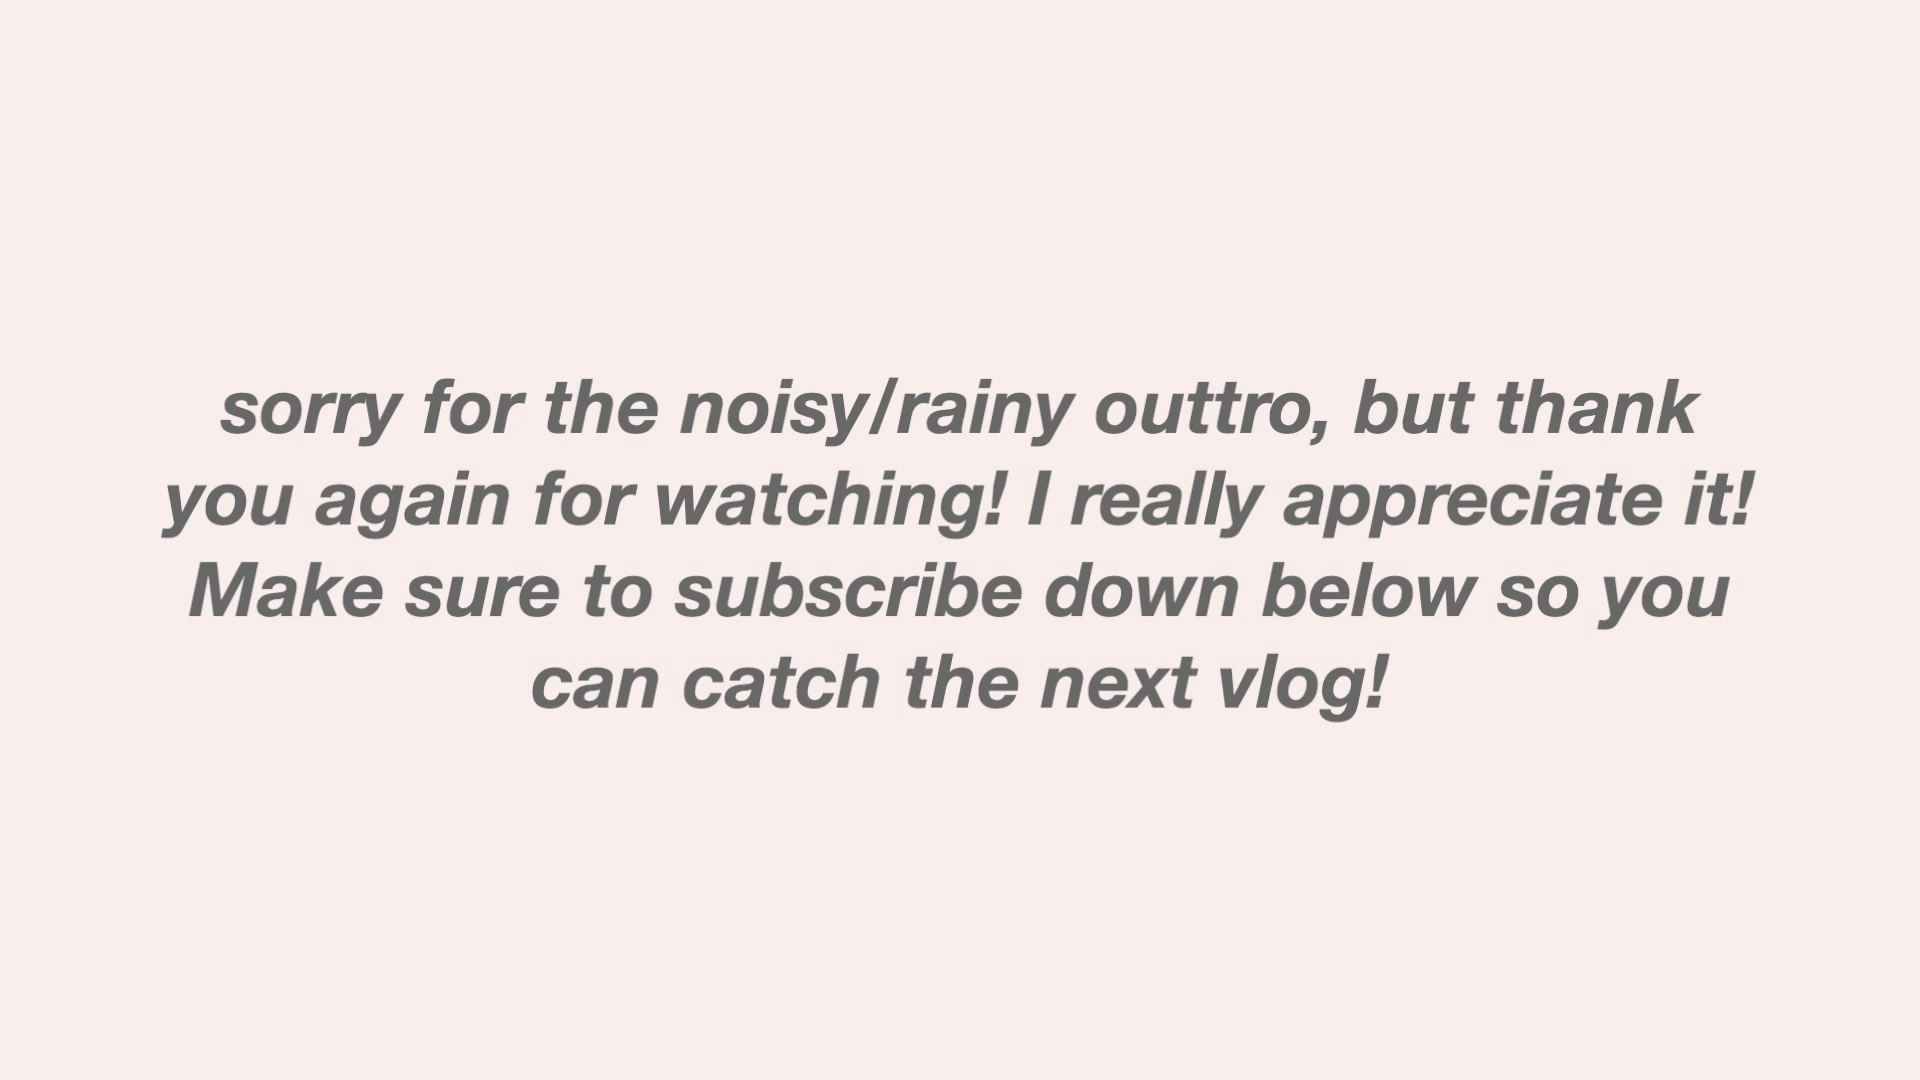 sorry for the noisy/rainy outtro, but thank
you again for watching! I really appreciate it!
Make sure to subscribe down below so you
can catch the next vlog!